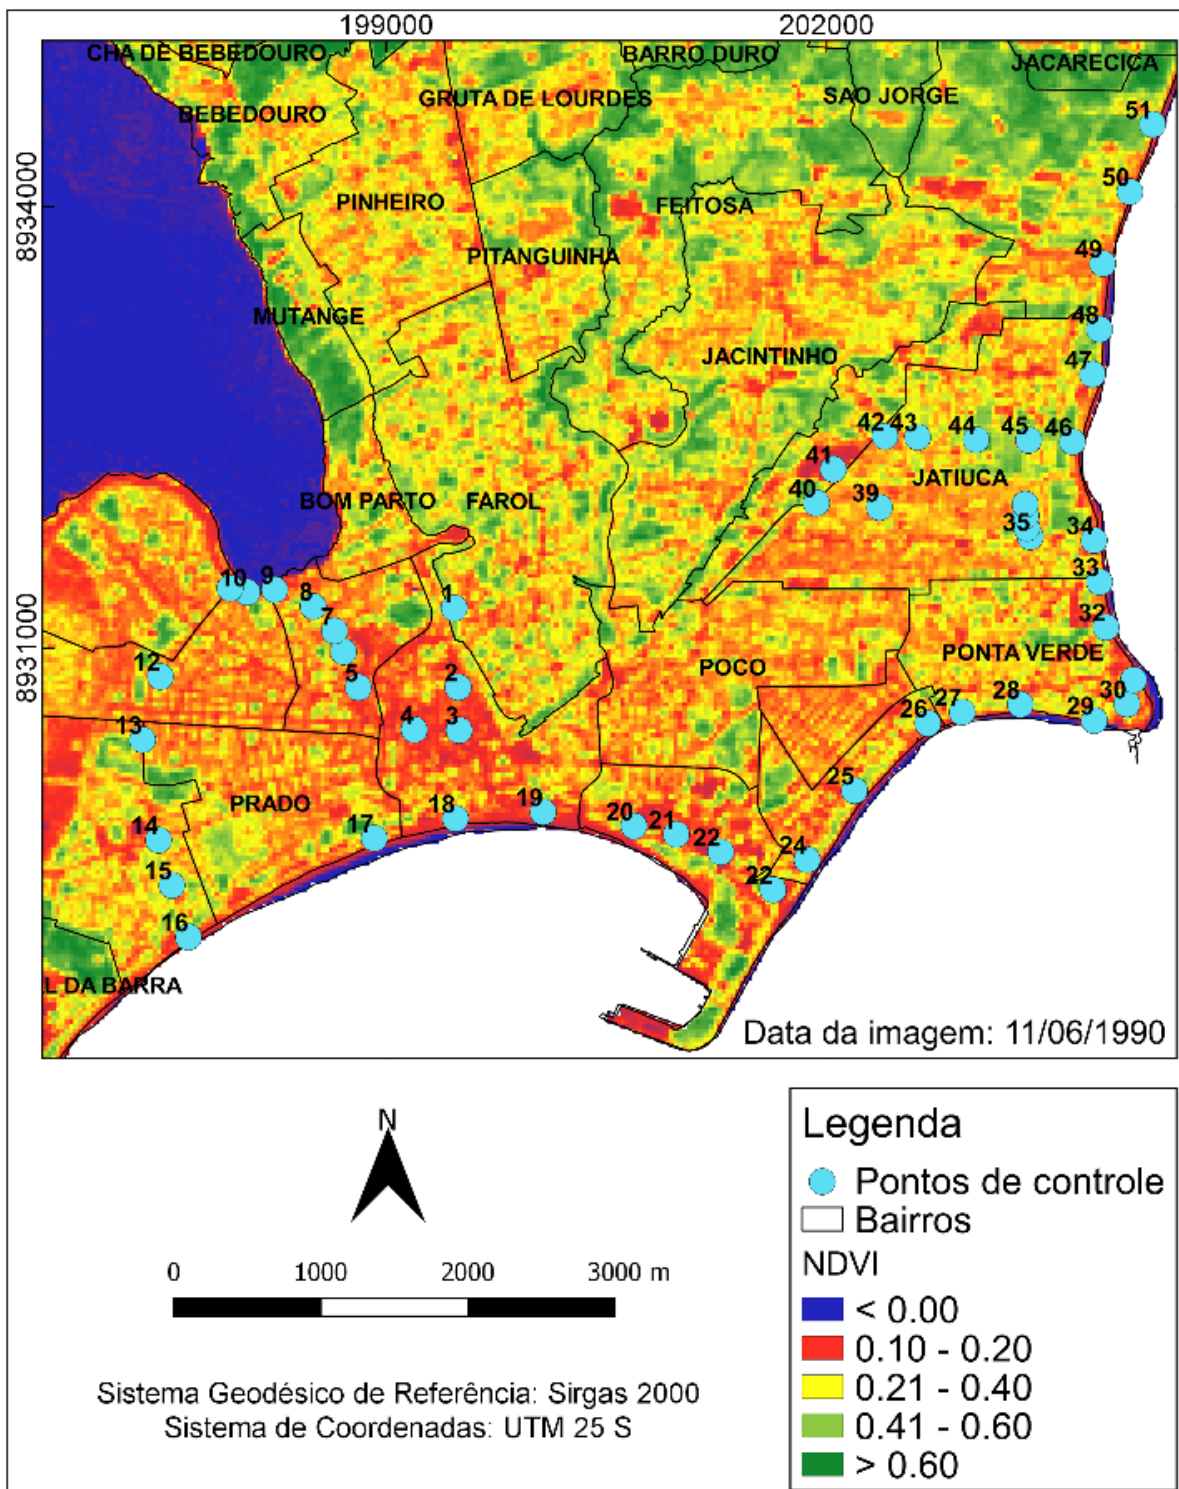 199000 202000
CHA DE BEBEDOURO BARRO DURO JACARECICA
GRUTA DE LOURDES SAO JORGE
BEBEDOURO 51
8934000 PINHEIRO FEITOSA 50
PITANGUINHA 49
MUTANGE 48
JACINTINHO 47
42 43 44 45 46
41 JATIUCA
BOM PARTO FAROL 40 39
35 34
10 9 8 1 33
7 32
8931000 12 5 2 POCO PONTA VERDE
30
4 3 26 27 28 29
13
PRADO 25
18 19 20 21
14 17 22 24
15 22
16
L DA BARRA
Data da imagem: 11/06/1990
N
0 1000 2000 3000 m
Sistema Geodésico de Referência: Sirgas 2000
Sistema de Coordenadas: UTM 25 S
Legenda
Pontos de controle
Bairros
NDVI
< 0.00
0.10 - 0.20
0.21 - 0.40
0.41 - 0.60
> 0.60